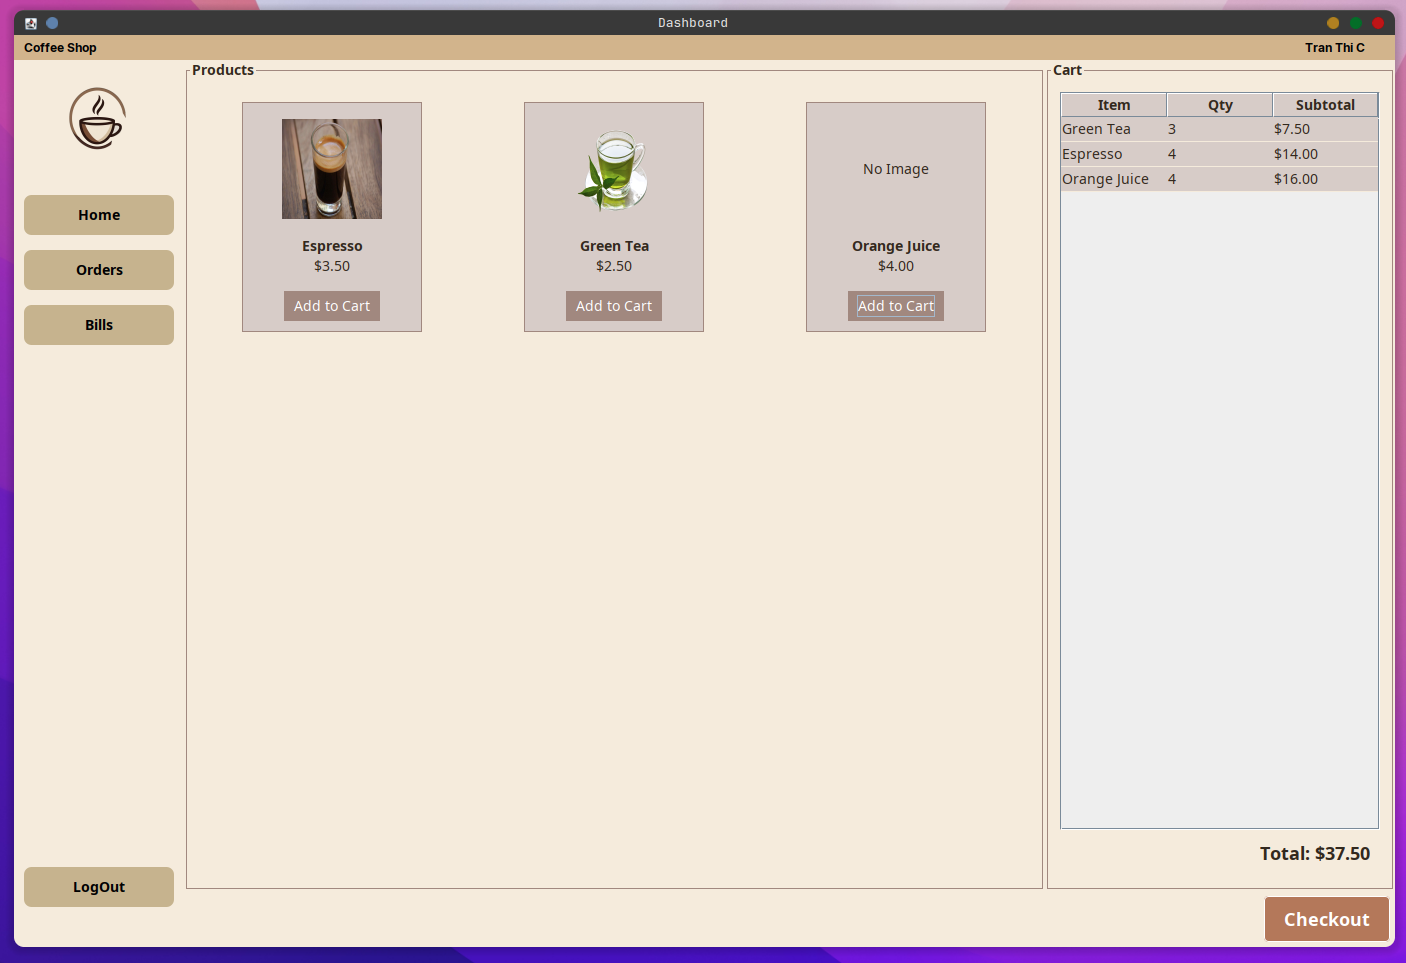 Dashboard
Coffee Shop
Tran Thi C
Home
Orders
Bills
LogOut
Products
Espresso
$3.50
Add to Cart
Green Tea
$2.50
Add to Cart
No Image
Orange Juice
$4.00
Add to Cart
Cart
Item Qty Subtotal
Green Tea 3 $7.50
Espresso 4 $14.00
Orange Juice 4 $16.00
Total: $37.50
Checkout